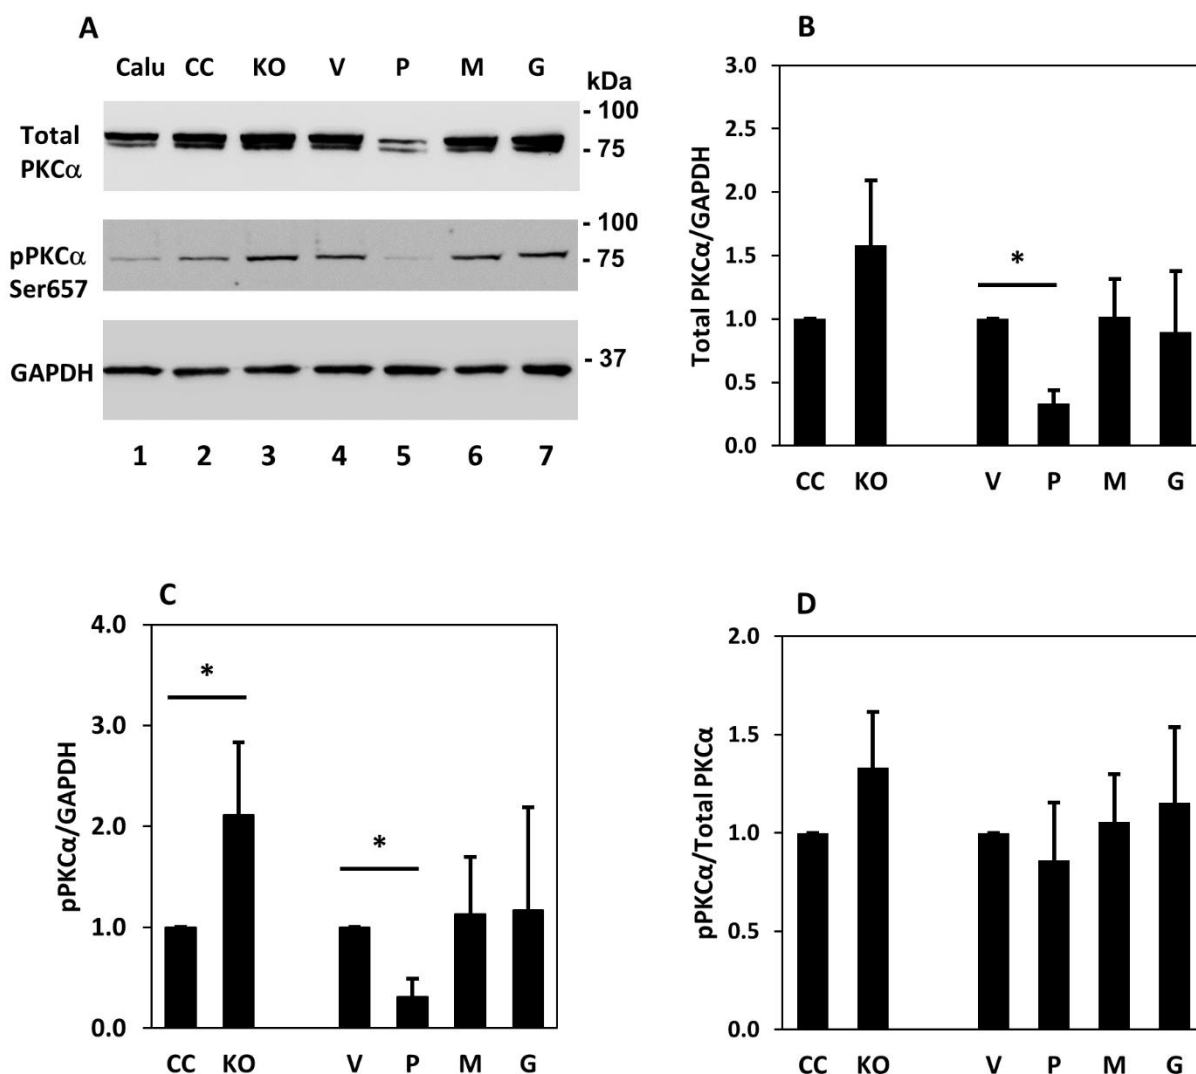 A
Calu CC KO V P M G
kDa
Total
PKCα
- 100
- 75
pPKCα
Ser657
- 100
- 75
GAPDH
- 37
1 2 3 4 5 6 7
B
Total PKCα/GAPDH
3.0
2.5
2.0
1.5
1.0
0.5
0.0
*
CC KO V P M G
C
pPKCα/GAPDH
4.0
3.0
2.0
1.0
0.0
*
*
CC KO V P M G
D
pPKCα/Total PKCα
2.0
1.5
1.0
0.5
0.0
CC KO V P M G